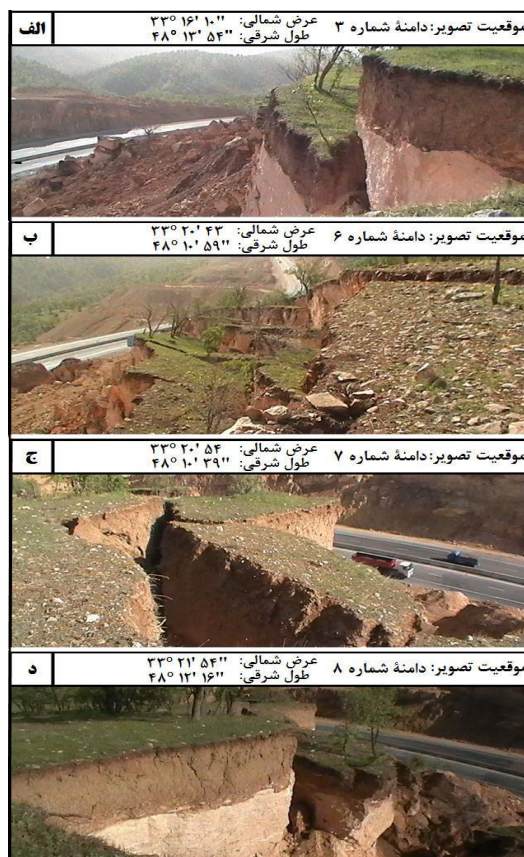 موقعیت تصویر: دامنهٔ شماره ۳ عرض شمالی: ۳۳° ۱۶' ۱۰'' الف
طول شرقی: ۴۸° ۱۳' ۵۴''
موقعیت تصویر: دامنهٔ شماره ۶ عرض شمالی: ۳۳° ۲۰' ۴۳ ب
طول شرقی: ۴۸° ۱۰' ۵۹''
موقعیت تصویر: دامنهٔ شماره ۷ عرض شمالی: ۳۳° ۲۰' ۵۴ ج
طول شرقی: ۴۸° ۱۰' ۳۹''
موقعیت تصویر: دامنهٔ شماره ۸ عرض شمالی: ۳۳° ۲۱' ۵۴'' د
طول شرقی: ۴۸° ۱۲' ۱۶''